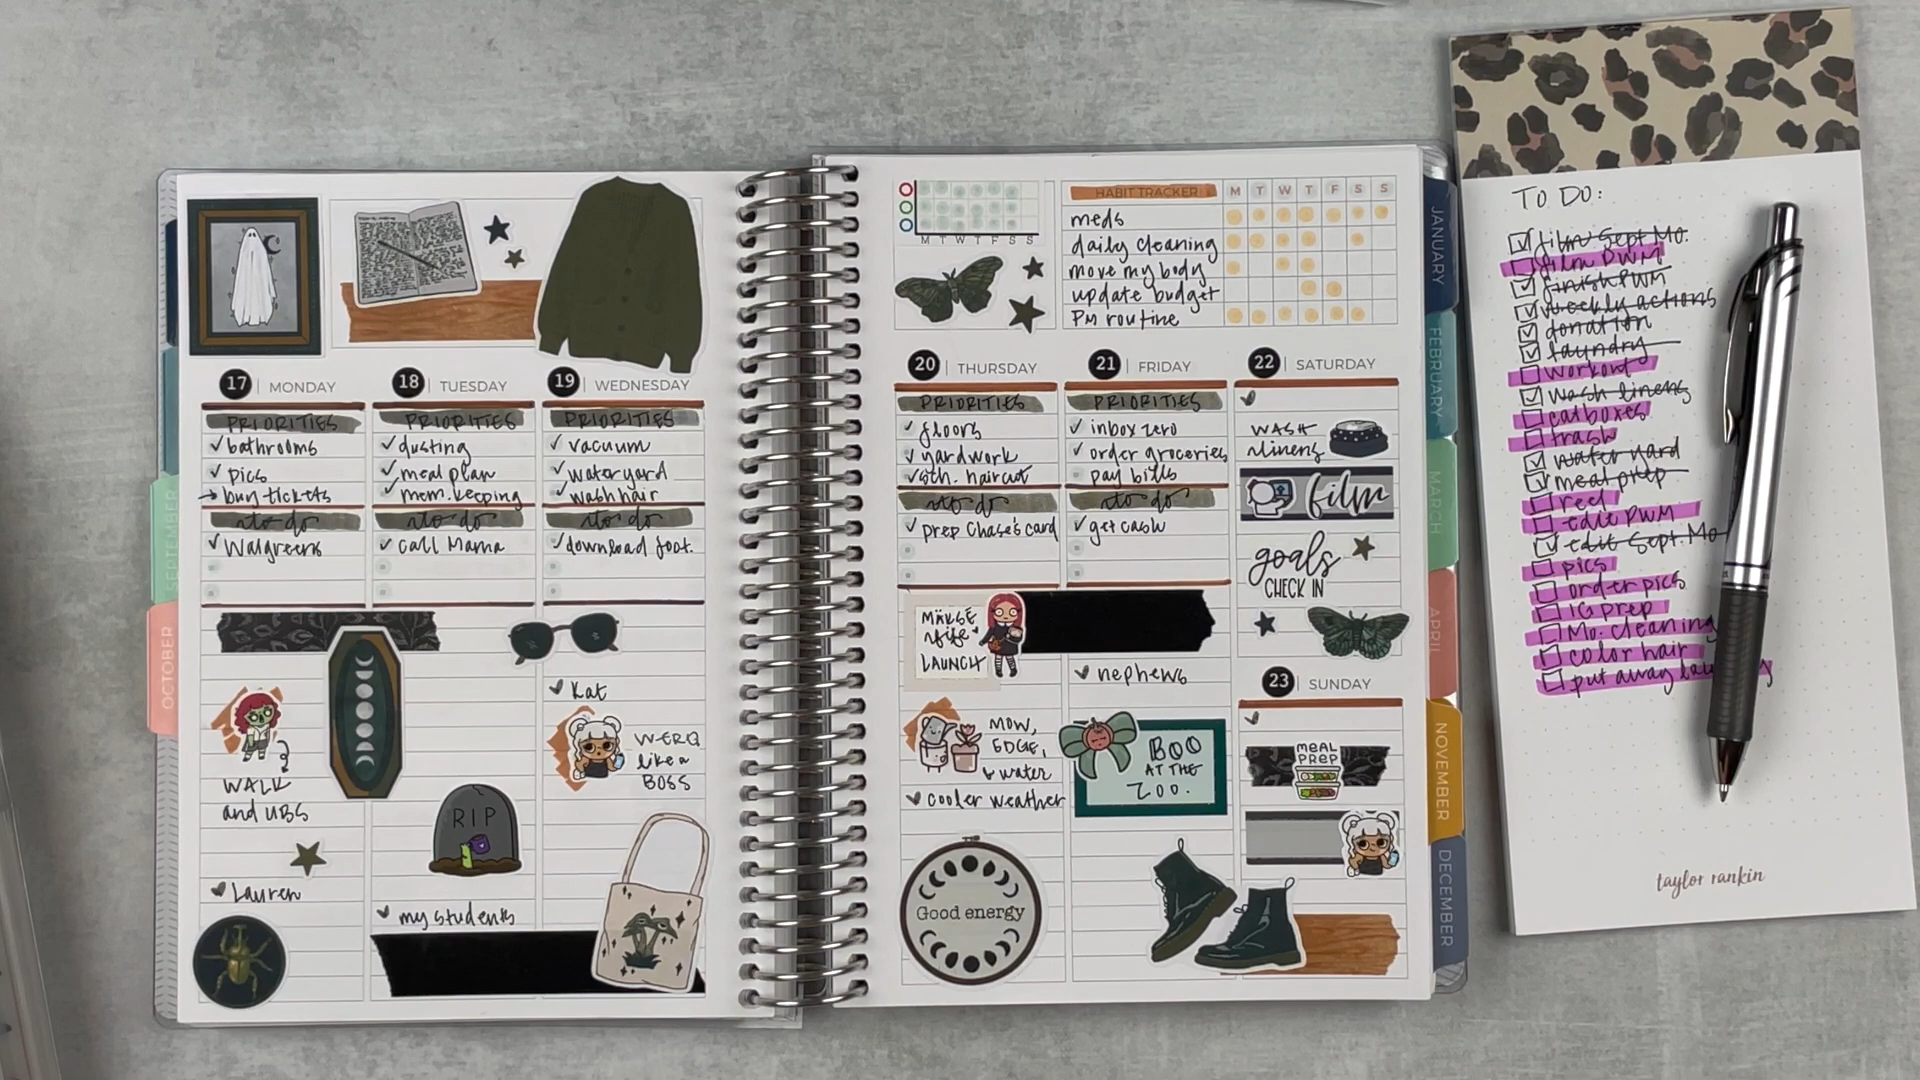 17 | MONDAY
PRIORITIES
✓ bathrooms
✓ pics
→ buy tickets
to do
✓ Walgreens
WALK
and UBS
Lauren
18 | TUESDAY
PRIORITIES
✓ dusting
✓ meal plan
✓ mem. keeping
to do
✓ call Mama
RIP
my students
19 | WEDNESDAY
PRIORITIES
✓ vacuum
✓ water yard
✓ wash hair
to do
✓ download foot.
Kat
WERQ
like a
BOSS
M T W T F S S
HABIT TRACKER M T W T F S S
meds
daily cleaning
move my body
update budget
PM routine
20 | THURSDAY
PRIORITIES
✓ floors
✓ yardwork
✓ sch. haircut
to do
✓ prep Chase's card
LAUNCH
MOW,
EDGE,
& water
cooler weather
Good energy
21 | FRIDAY
PRIORITIES
✓ inbox zero
✓ order groceries
pay bills
to do
✓ get cash
nephews
BOO
AT THE
ZOO.
22 | SATURDAY
WASH
linens
film
goals
CHECK IN
23 | SUNDAY
MEAL
PREP
SEPTEMBER
OCTOBER
JANUARY
FEBRUARY
MARCH
APRIL
NOVEMBER
DECEMBER
TO DO:
film Sept Mo.
film PWM
finish PWM
weekly actions
donation
laundry
workout
wash linens
catboxes
trash
water yard
meal prep
reel
edit PWM
edit Sept. Mo
pics
order pics
IG prep
Mo. cleaning
color hair
put away
taylor rankin